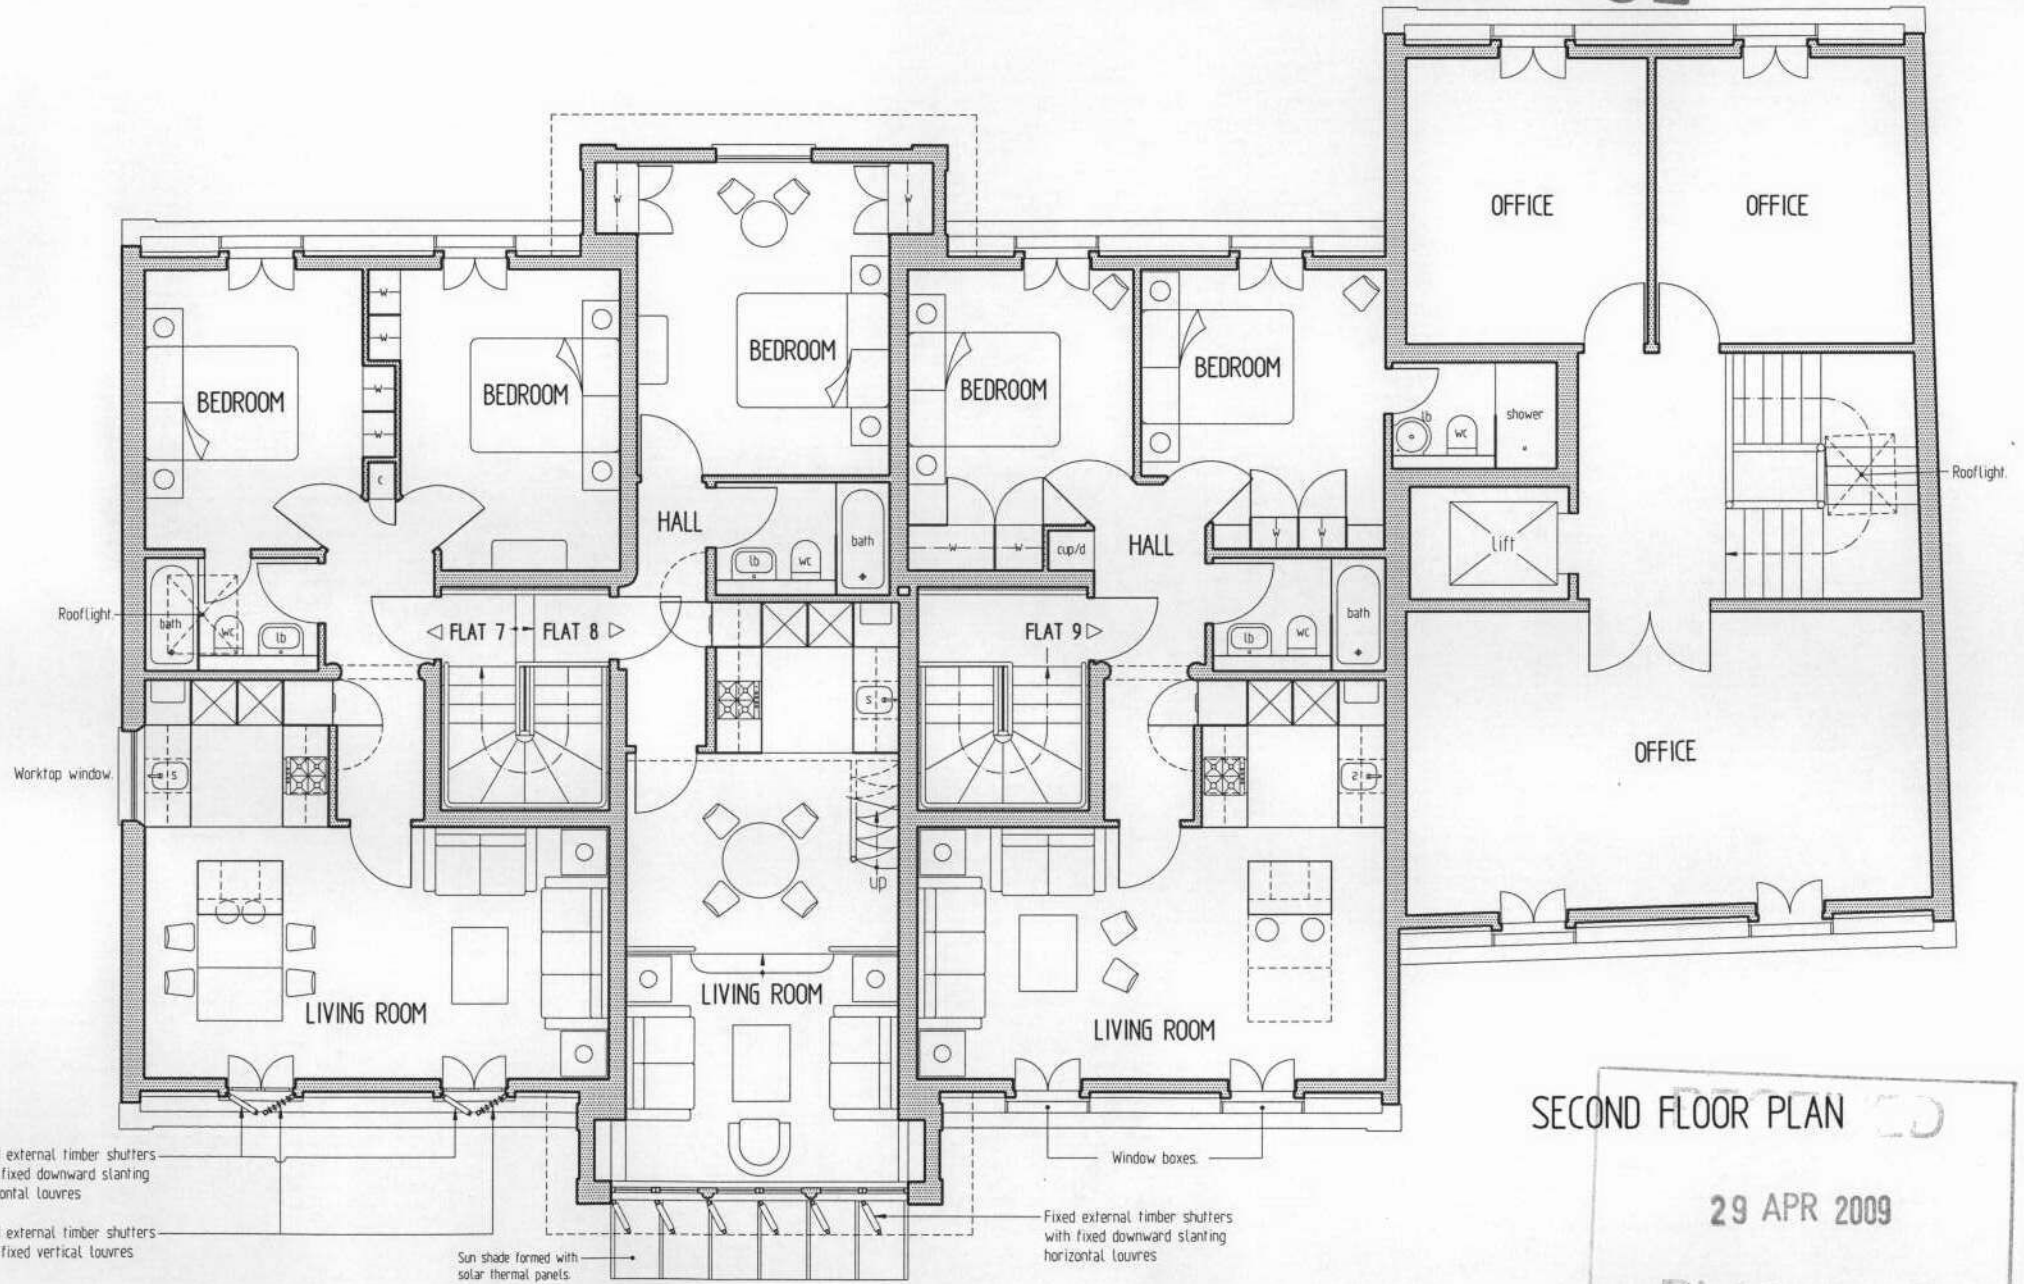 OFFICE
OFFICE
W
W
BEDROOM
BEDROOM
BEDROOM
BEDROOM
BEDROOM
W
W
W
W
C
lb
WC
shower
Rooflight.
HALL
lb
WC
bath
W
W
cup/d
HALL
W
W
lift
Rooflight.
bath
WC
lb
FLAT 7
FLAT 8
FLAT 9
lb
WC
bath
S
Worktop window.
S
S
OFFICE
UP
LIVING ROOM
LIVING ROOM
LIVING ROOM
SECOND FLOOR PLAN
external timber shutters
fixed downward slanting
ontal louvres
Window boxes.
29 APR 2009
external timber shutters
fixed vertical louvres
Fixed external timber shutters
with fixed downward slanting
horizontal louvres
Sun shade formed with
solar thermal panels.